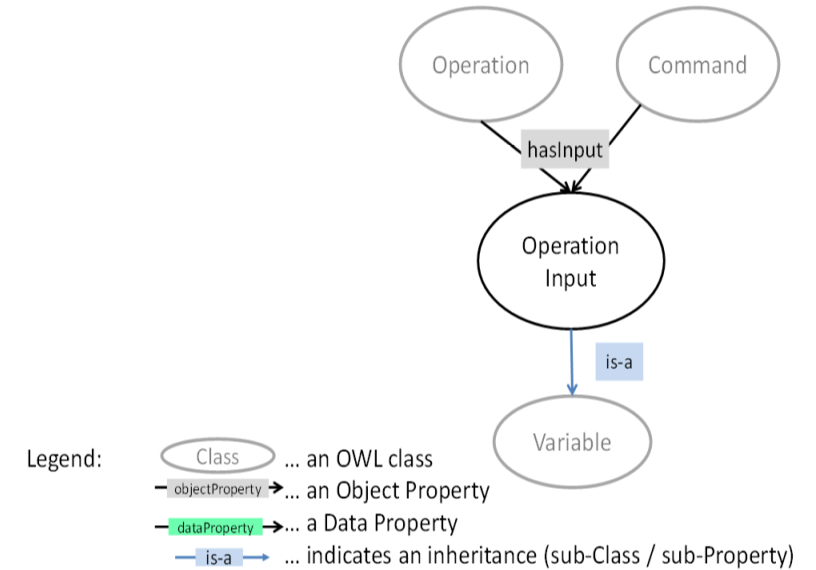 Operation
Command
hasInput
Operation
Input
is-a
Variable
Legend:
Class ... an OWL class
objectProperty ... an Object Property
dataProperty ... a Data Property
is-a ... indicates an inheritance (sub-Class / sub-Property)